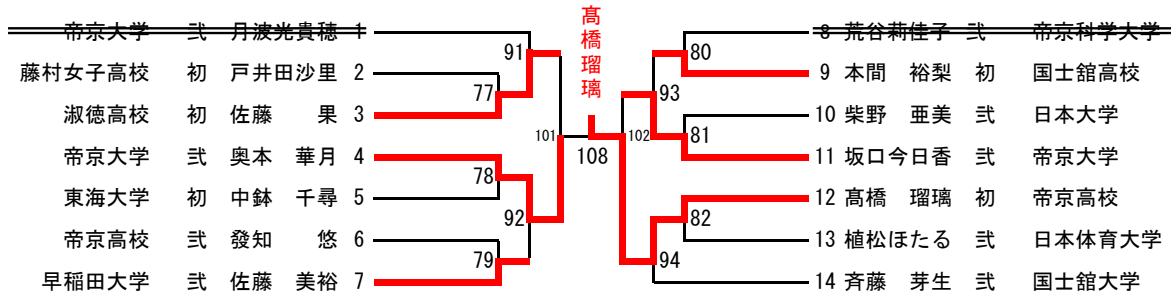 帝京大学 弐 月波光貴穂 1
藤村女子高校 初 戸井田沙里 2
淑徳高校 初 佐藤 果 3
帝京大学 弐 奥本 華月 4
東海大学 初 中鉢 千尋 5
帝京高校 弐 發知 悠 6
早稲田大学 弐 佐藤 美裕 7
91
77
78
92
79
101
髙橋瑠璃
108
102
80
93
81
82
94
8 荒谷莉佳子 弐 帝京科学大学
9 本間 裕梨 初 国士舘高校
10 柴野 亜美 弐 日本大学
11 坂口今日香 弐 帝京大学
12 髙橋 瑠璃 初 帝京高校
13 植松ほたる 弐 日本体育大学
14 斉藤 芽生 弐 国士舘大学